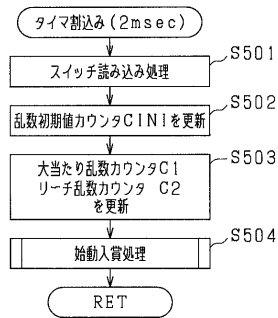 タイマ割込み(2msec)
S501
スイッチ読み込み処理
S502
乱数初期値カウンタCINIを更新
S503
大当たり乱数カウンタC1
リーチ乱数カウンタ C2
を更新
S504
始動入賞処理
RET